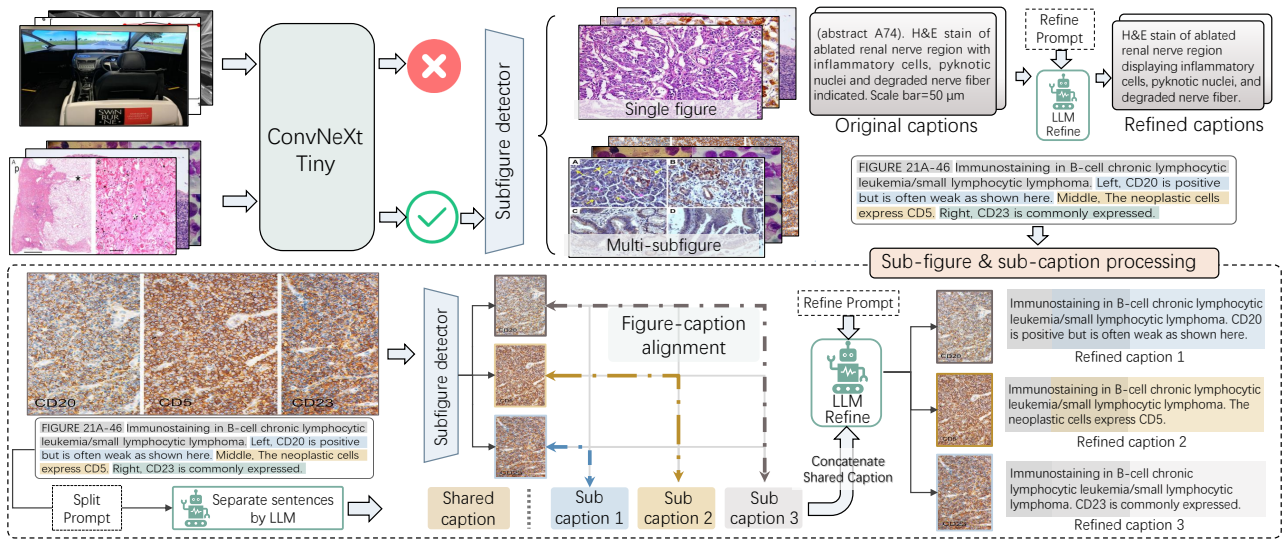 SWIN
BUR
NE
ConvNeXt
Tiny
Subfigure detector
Single figure
A
B
C
D
Multi-subfigure
(abstract A74). H&E stain of
ablated renal nerve region with
inflammatory cells, pyknotic
nuclei and degraded nerve fiber
indicated. Scale bar=50 μm
Original captions
Refine
Prompt
LLM
Refine
H&E stain of ablated
renal nerve region
displaying inflammatory
cells, pyknotic nuclei, and
degraded nerve fiber.
Refined captions
FIGURE 21A-46 Immunostaining in B-cell chronic lymphocytic
leukemia/small lymphocytic lymphoma. Left, CD20 is positive
but is often weak as shown here. Middle, The neoplastic cells
express CD5. Right, CD23 is commonly expressed.
Sub-figure & sub-caption processing
CD20
CD5
CD23
FIGURE 21A-46 Immunostaining in B-cell chronic lymphocytic
leukemia/small lymphocytic lymphoma. Left, CD20 is positive
but is often weak as shown here. Middle, The neoplastic cells
express CD5. Right, CD23 is commonly expressed.
Split
Prompt
Separate sentences
by LLM
Subfigure detector
CD20
CD5
CD23
Figure-caption
alignment
Shared
caption
Sub
caption 1
Sub
caption 2
Sub
caption 3
Concatenate
Shared Caption
Refine Prompt
LLM
Refine
CD20
Immunostaining in B-cell chronic lymphocytic
leukemia/small lymphocytic lymphoma. CD20
is positive but is often weak as shown here.
Refined caption 1
CD5
Immunostaining in B-cell chronic lymphocytic
leukemia/small lymphocytic lymphoma. The
neoplastic cells express CD5.
Refined caption 2
CD23
Immunostaining in B-cell chronic
lymphocytic leukemia/small lymphocytic
lymphoma. CD23 is commonly expressed.
Refined caption 3